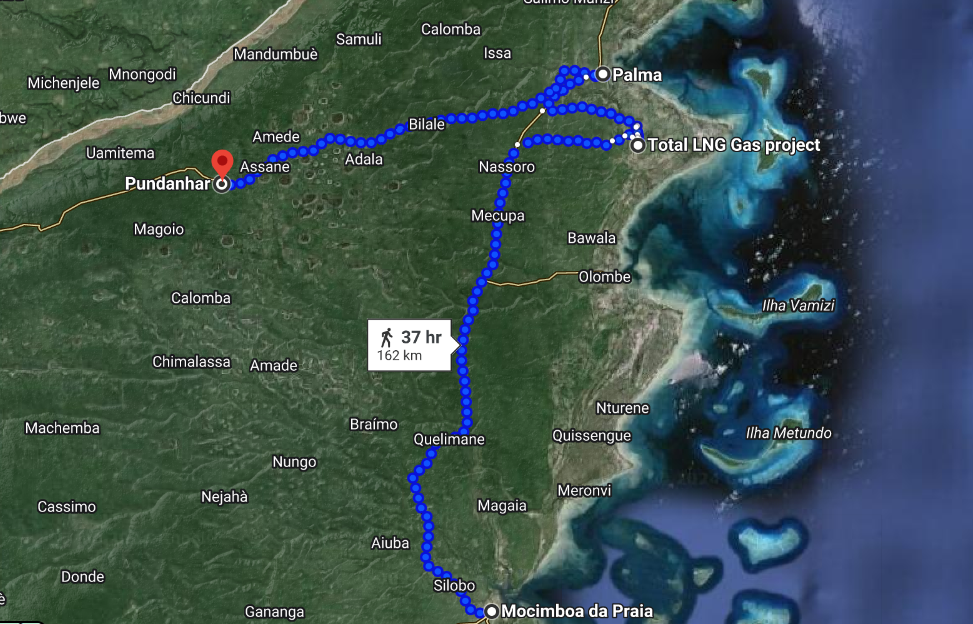 Samuli
Calomba
Mandumbuè
Issa
Mnongodi
Michenjele
Palma
Chicundi
bwe
Bilale
Amede
Total LNG Gas project
Uamitema
Adala
Assane
Nassoro
Pundanhar
Mecupa
Magoio
Bawala
Olombe
Calomba
Ilha Vamizi
37 hr
162 km
Chimalassa
Amade
Nturene
Braímo
Machemba
Ilha Metundo
Quelimane
Quissengue
Nungo
Meronvi
Nejahà
Cassimo
Magaia
Aiuba
Donde
Silobo
Gananga
Mocimboa da Praia